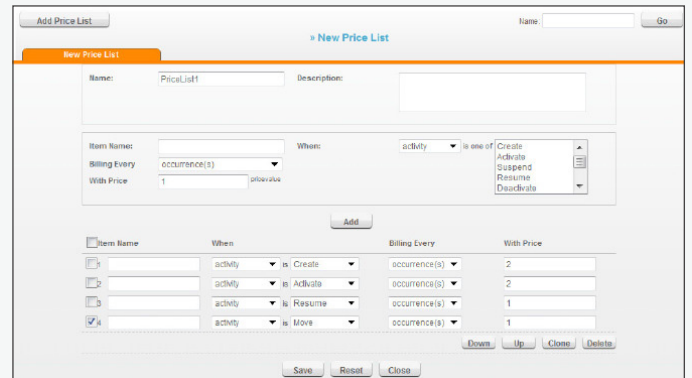 Add Price List Name: Go
» New Price List
New Price List
Name: PriceList1 Description:
Item Name: When: activity is one of Create
Activate
Suspend
Resume
Deactivate
Billing Every occurrence(s)
With Price 1 pricevalue
Add
Item Name When Billing Every With Price
1 activity is Create occurrence(s) 2
2 activity is Activate occurrence(s) 2
3 activity is Resume occurrence(s) 1
4 activity is Move occurrence(s) 1
Down Up Clone Delete
Save Reset Close